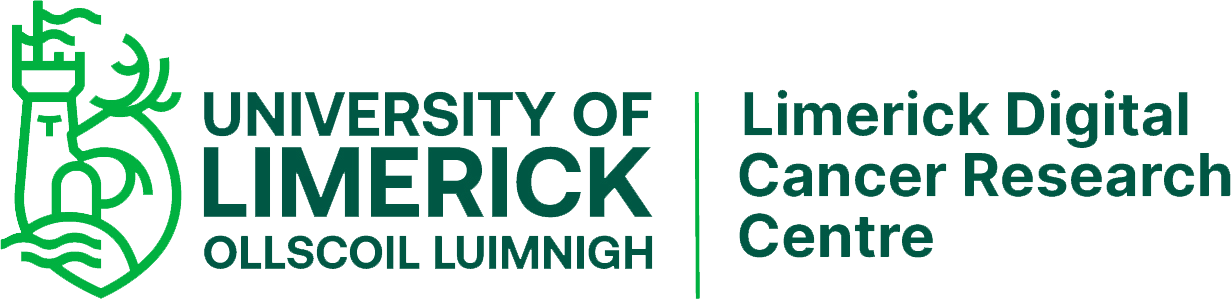 UNIVERSITY OF
LIMERICK
OLLSCOIL LUIMNIGH
Limerick Digital
Cancer Research
Centre